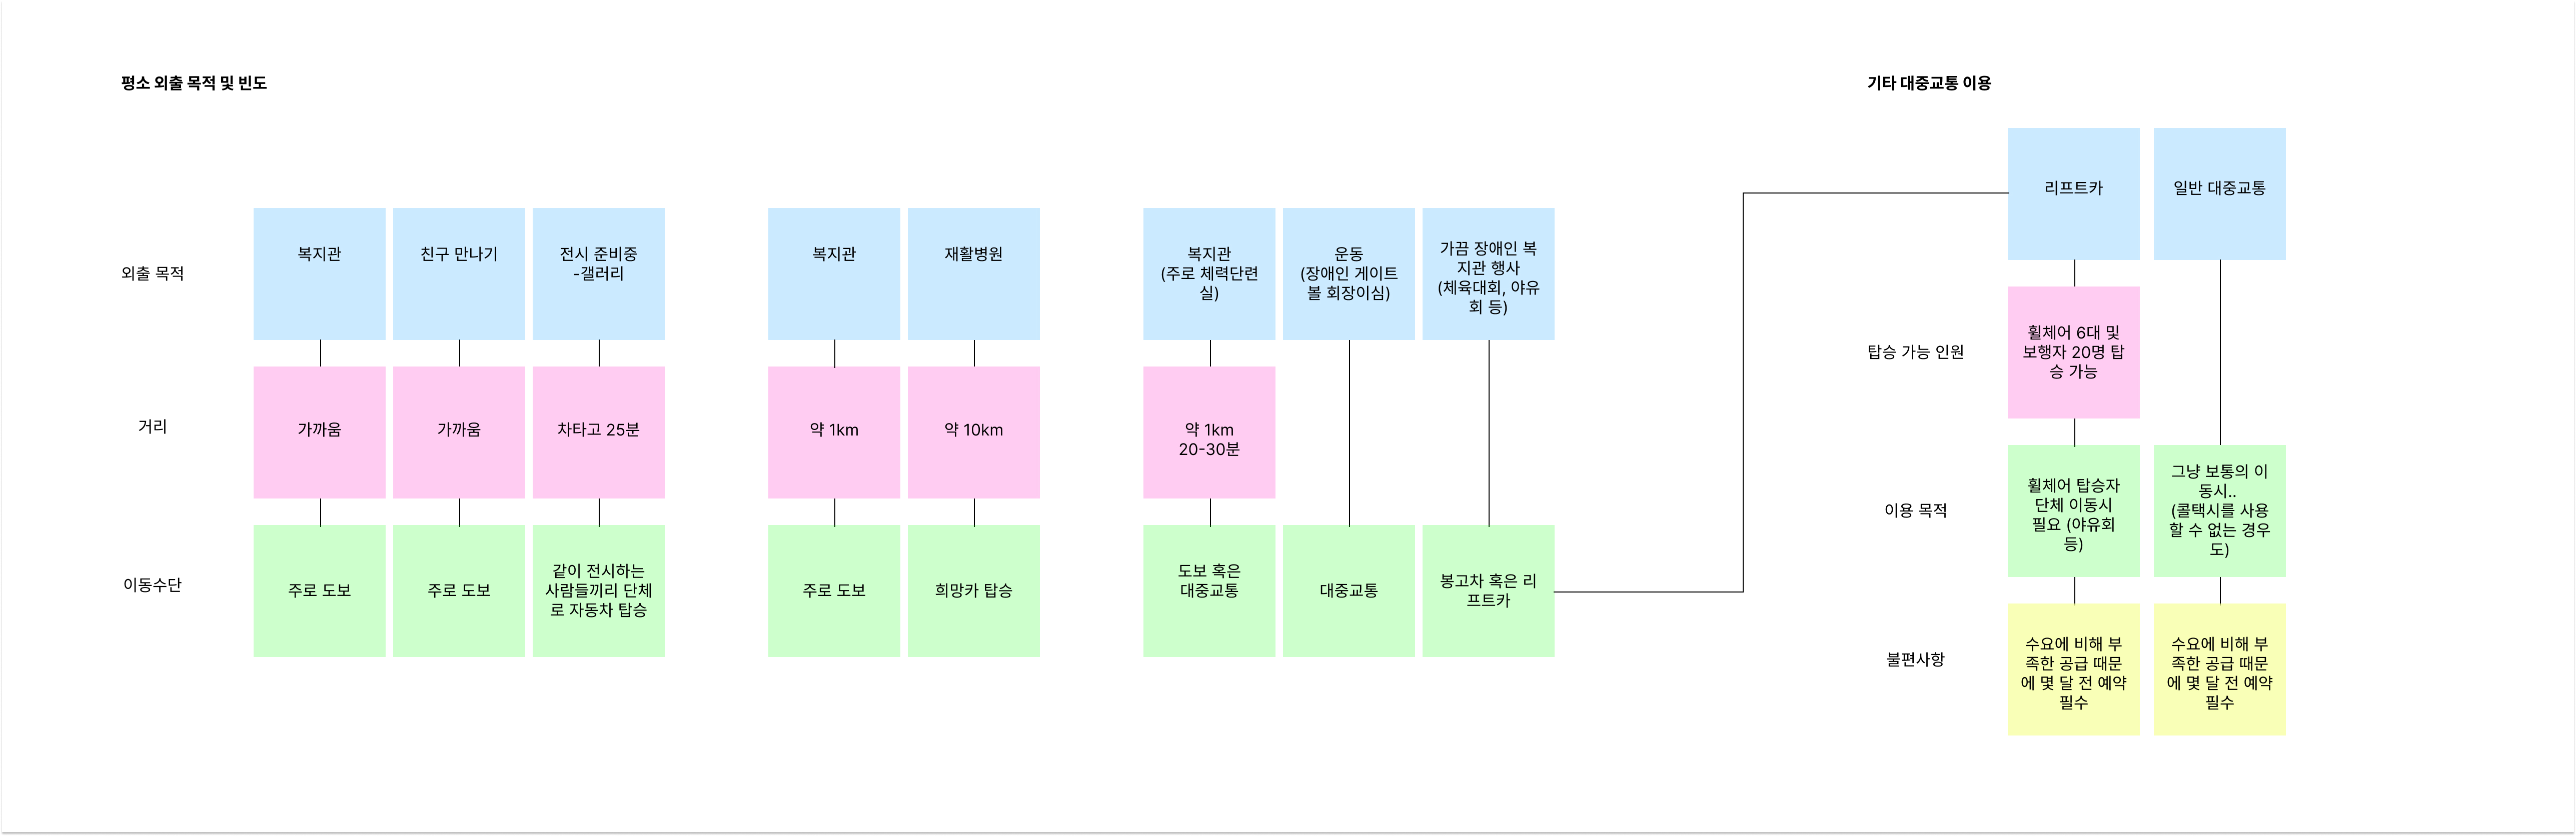 평소 외출 목적 및 빈도
외출 목적
복지관
친구 만나기
전시 준비중
-갤러리
복지관
재활병원
복지관
(주로 체력단련
실)
운동
(장애인 게이트
볼 회장이심)
가끔 장애인 복
지관 행사
(체육대회, 야유
회 등)
거리
가까움
가까움
차타고 25분
약 1km
약 10km
약 1km
20-30분
이동수단
주로 도보
주로 도보
같이 전시하는
사람들끼리 단체
로 자동차 탑승
주로 도보
희망카 탑승
도보 혹은
대중교통
대중교통
봉고차 혹은 리
프트카
기타 대중교통 이용
리프트카
일반 대중교통
탑승 가능 인원
휠체어 6대 및
보행자 20명 탑
승 가능
이용 목적
휠체어 탑승자
단체 이동시
필요 (야유회
등)
그냥 보통의 이
동시..
(콜택시를 사용
할 수 없는 경우
도)
불편사항
수요에 비해 부
족한 공급 때문
에 몇 달 전 예약
필수
수요에 비해 부
족한 공급 때문
에 몇 달 전 예약
필수